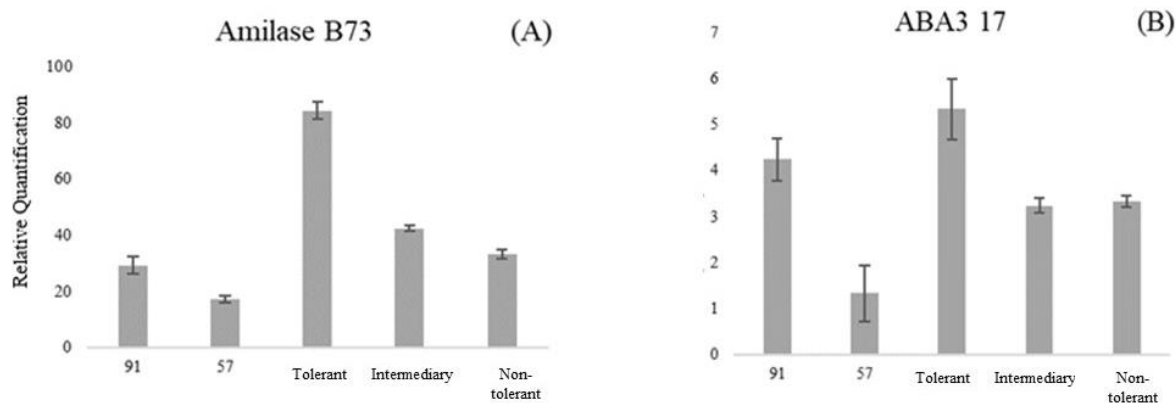 Amilase B73 (A)
Relative Quantification
100
80
60
40
20
0
91 57 Tolerant Intermediary Non-
tolerant
ABA3 17 (B)
7
6
5
4
3
2
1
0
91 57 Tolerant Intermediary Non-
tolerant